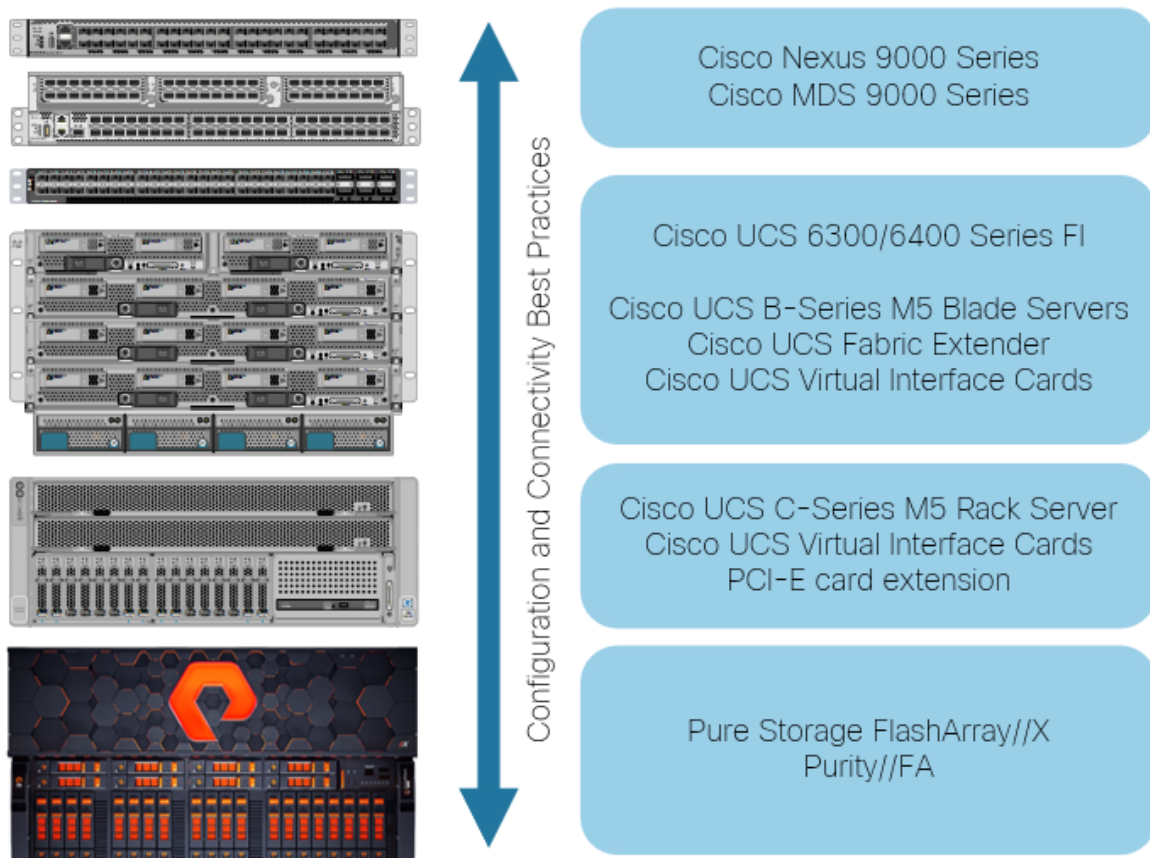 Cisco Nexus 9000 Series
Cisco MDS 9000 Series
Configuration and Connectivity Best Practices
Cisco UCS 6300/6400 Series FI
Cisco UCS B-Series M5 Blade Servers
Cisco UCS Fabric Extender
Cisco UCS Virtual Interface Cards
Cisco UCS C-Series M5 Rack Server
Cisco UCS Virtual Interface Cards
PCI-E card extension
Pure Storage FlashArray//X
Purity//FA